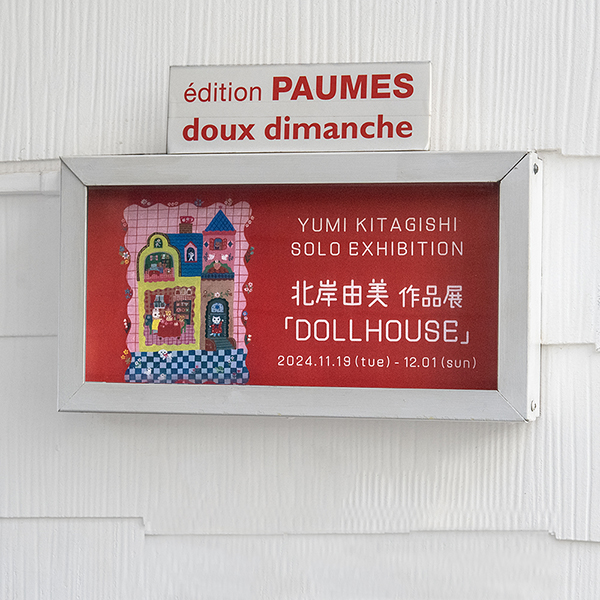 édition PAUMES
doux dimanche
YUMI KITAGISHI
SOLO EXHIBITION
北岸由美 作品展
「DOLLHOUSE」
2024.11.19(tue) - 12.01(sun)